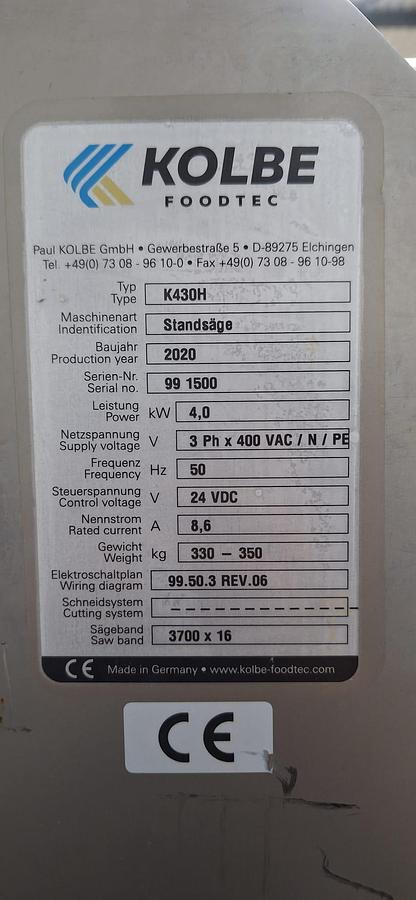 KOLBE
FOODTEC
Paul KOLBE GmbH • Gewerbestraße 5 • D-89275 Elchingen
Tel. +49(0) 73 08 - 96 10-0 • Fax +49(0) 73 08 - 96 10-98
Typ
Type K430H
Maschinenart
Indentification Standsäge
Baujahr
Production year 2020
Serien-Nr.
Serial no. 99 1500
Leistung
Power kW 4,0
Netzspannung
Supply voltage V 3 Ph x 400 VAC / N / PE
Frequenz
Frequency Hz 50
Steuerspannung
Control voltage V 24 VDC
Nennstrom
Rated current A 8,6
Gewicht
Weight kg 330 – 350
Elektroschaltplan
Wiring diagram 99.50.3 REV.06
Schneidsystem
Cutting system ----------------
Sägeband
Saw band 3700 x 16
CE Made in Germany • www.kolbe-foodtec.com
CE